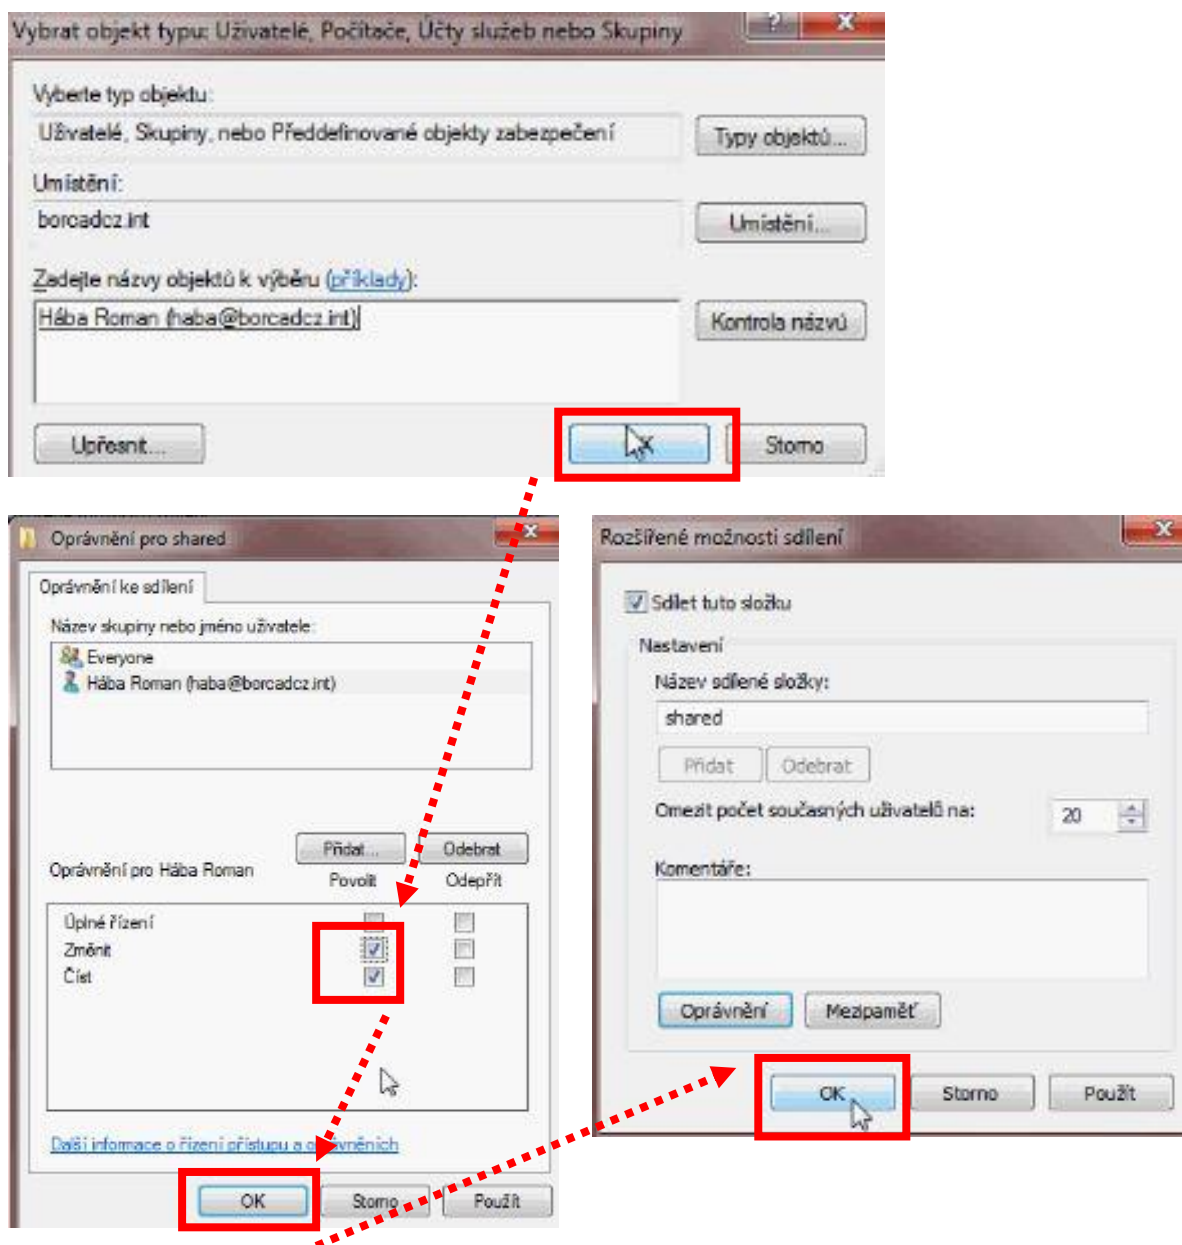 Vybrat objekt typu: Uživatelé, Počítače, Účty služeb nebo Skupiny
Vyberte typ objektu:
Uživatelé, Skupiny, nebo Předdefinované objekty zabezpečení
Typy objektů...
Umístění:
borcadcz.int
Umístění...
Zadejte názvy objektů k výběru (příklady):
Hába Roman (haba@borcadcz.int)
Kontrola názvů
Upřesnit...
Storno
Oprávnění pro shared
Oprávnění ke sdílení
Název skupiny nebo jméno uživatele:
Everyone
Hába Roman (haba@borcadcz.int)
Přidat...
Odebrat
Oprávnění pro Hába Roman
Povolit
Odepřít
Úplné řízení
Změnit
Číst
Další informace o řízení přístupu a oprávněních
OK
Storno
Použít
Rozšířené možnosti sdílení
Sdílet tuto složku
Nastavení
Název sdílené složky:
shared
Přidat
Odebrat
Omezit počet současných uživatelů na:
20
Komentáře:
Oprávnění
Mezipaměť
OK
Storno
Použít